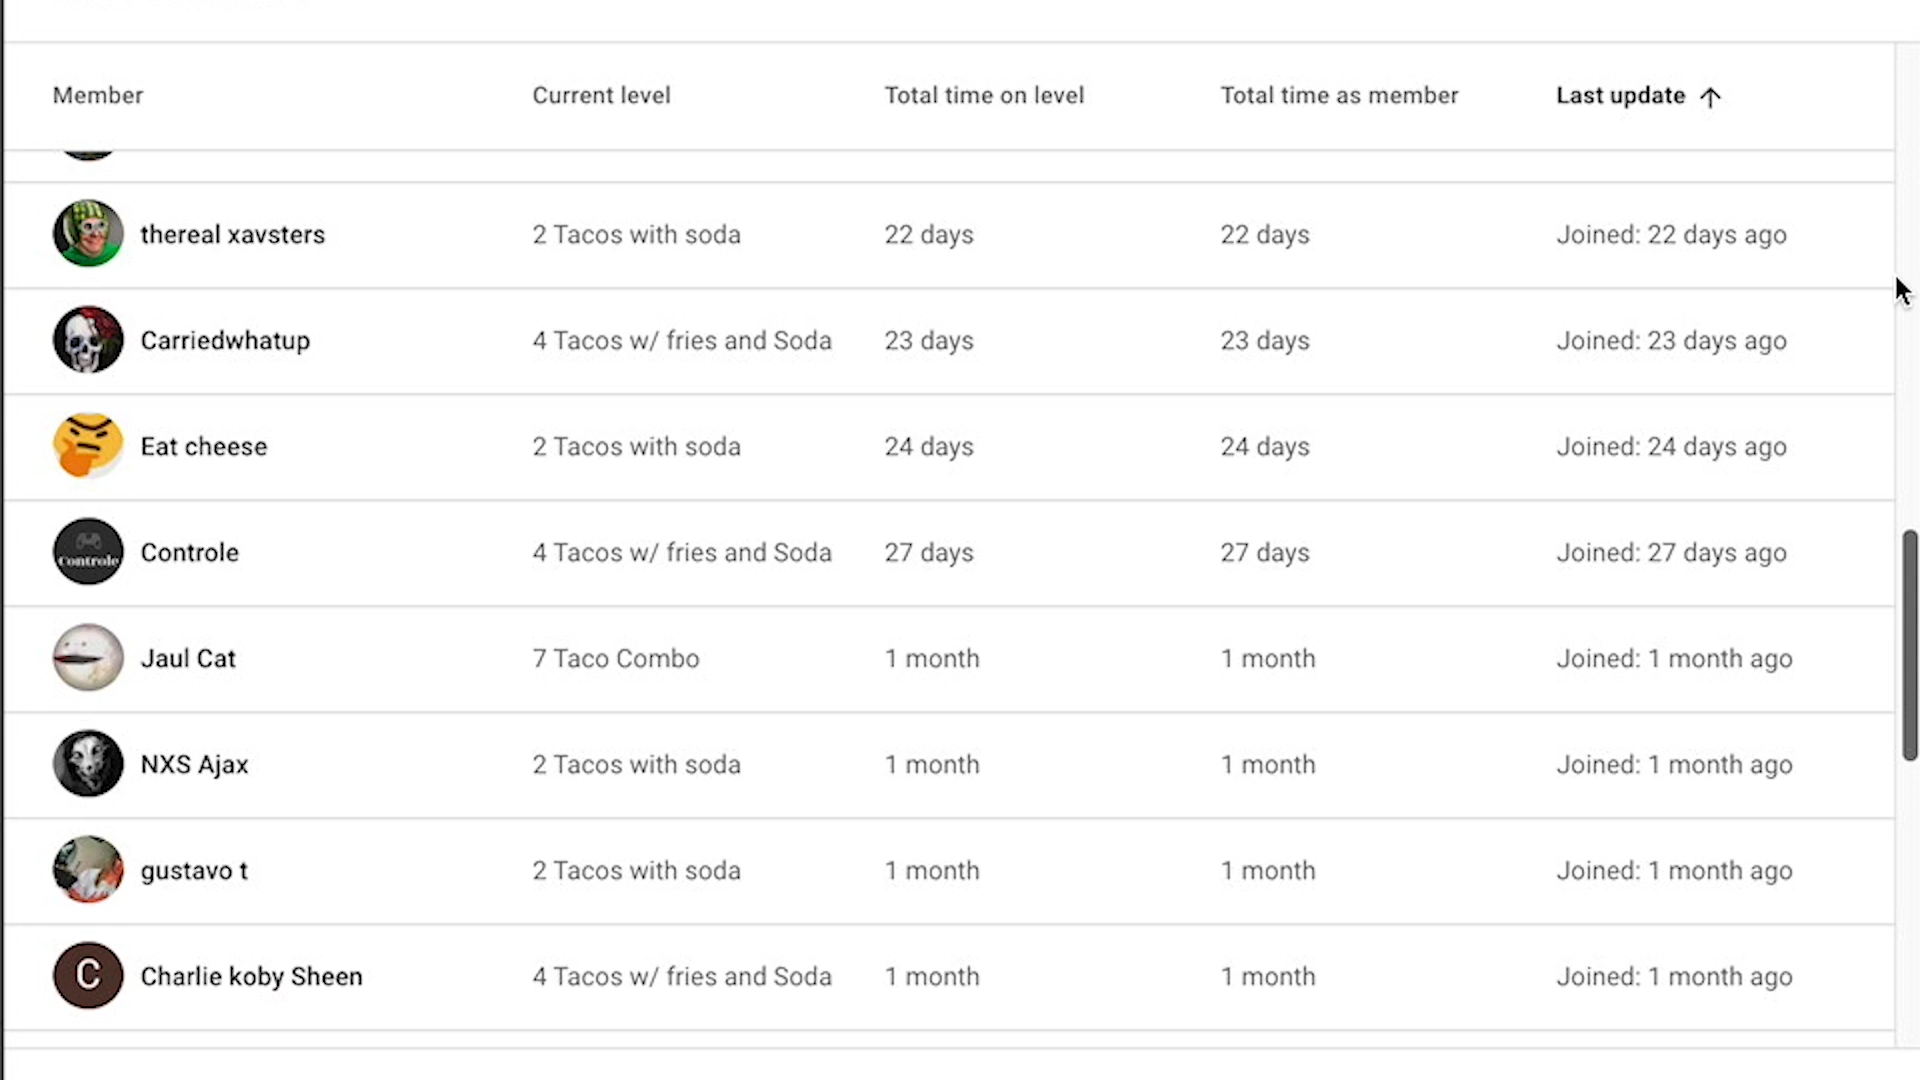 Member Current level Total time on level Total time as member Last update
thereal xavsters 2 Tacos with soda 22 days 22 days Joined: 22 days ago
Carriedwhatup 4 Tacos w/ fries and Soda 23 days 23 days Joined: 23 days ago
Eat cheese 2 Tacos with soda 24 days 24 days Joined: 24 days ago
Controle Controle 4 Tacos w/ fries and Soda 27 days 27 days Joined: 27 days ago
Jaul Cat 7 Taco Combo 1 month 1 month Joined: 1 month ago
NXS Ajax 2 Tacos with soda 1 month 1 month Joined: 1 month ago
gustavo t 2 Tacos with soda 1 month 1 month Joined: 1 month ago
C Charlie koby Sheen 4 Tacos w/ fries and Soda 1 month 1 month Joined: 1 month ago